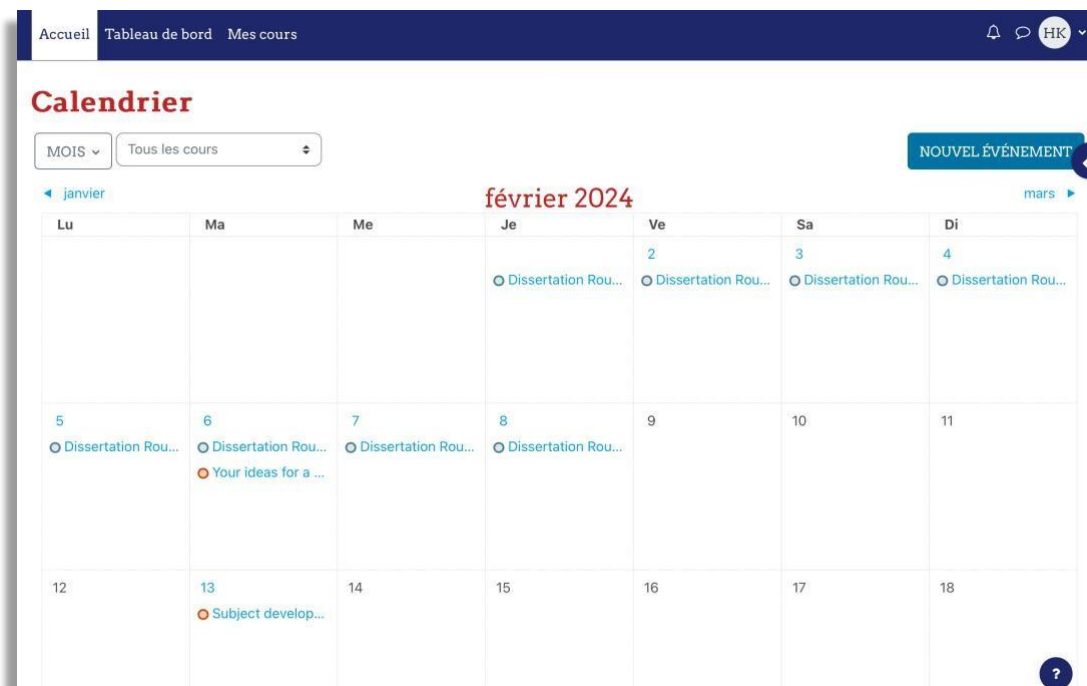 Accueil Tableau de bord Mes cours HK
Calendrier
MOIS Tous les cours NOUVEL ÉVÉNEMENT
janvier février 2024 mars
Lu Ma Me Je Ve Sa Di
2 3 4
Dissertation Rou... Dissertation Rou... Dissertation Rou... Dissertation Rou...
5 6 7 8 9 10 11
Dissertation Rou... Dissertation Rou... Dissertation Rou... Dissertation Rou...
Your ideas for a ...
12 13 14 15 16 17 18
Subject develop...
?